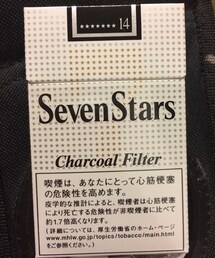 14
SevenStars
Charcoal Filter
喫煙は、あなたにとって心筋梗塞
の危険性を高めます。
疫学的な推計によると、喫煙者は心筋梗塞
により死亡する危険性が非喫煙者に比べて
約1.7倍高くなります。
(詳細については、厚生労働省のホーム・ページ
www.mhlw.go.jp/topics/tobacco/main.html
をご参照ください。)